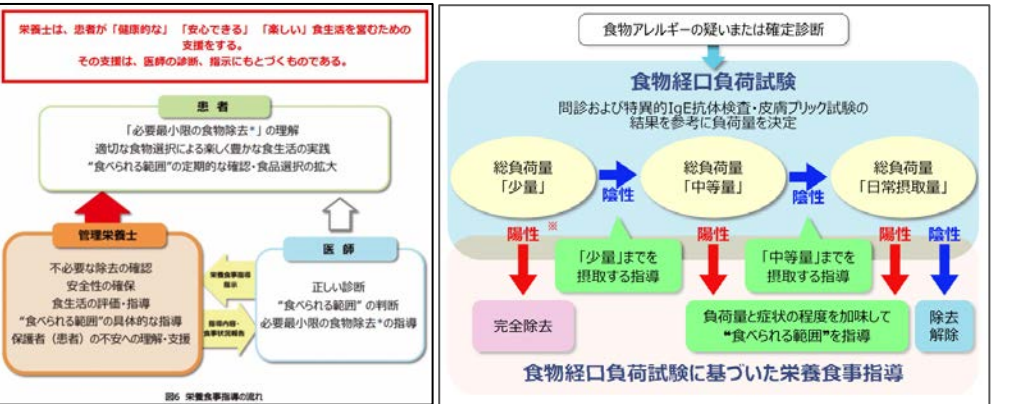 栄養士は、患者が「健康的な」「安心できる」「楽しい」食生活を営むための
支援をする。
その支援は、医師の診断、指示にもとづくものである。
患者
「必要最小限の食物除去*」の理解
適切な食物選択による楽しく豊かな食生活の実践
“食べられる範囲”の定期的な確認・食品選択の拡大
管理栄養士
不必要な除去の確認
安全性の確保
食生活の評価・指導
“食べられる範囲”の具体的な指導
保護者（患者）の不安への理解・支援
栄養食事指導
指示
指導内容・
食事状況報告
医師
正しい診断
“食べられる範囲”の判断
必要最小限の食物除去*の指導
図6 栄養食事指導の流れ
食物アレルギーの疑いまたは確定診断
食物経口負荷試験
問診および特異的IgE抗体検査・皮膚プリック試験の
結果を参考に負荷量を決定
総負荷量
「少量」
陰性
総負荷量
「中等量」
陰性
総負荷量
「日常摂取量」
陽性 ※
「少量」までを
摂取する指導
陽性
「中等量」までを
摂取する指導
陽性
陰性
完全除去
負荷量と症状の程度を加味して
“食べられる範囲”を指導
除去
解除
食物経口負荷試験に基づいた栄養食事指導